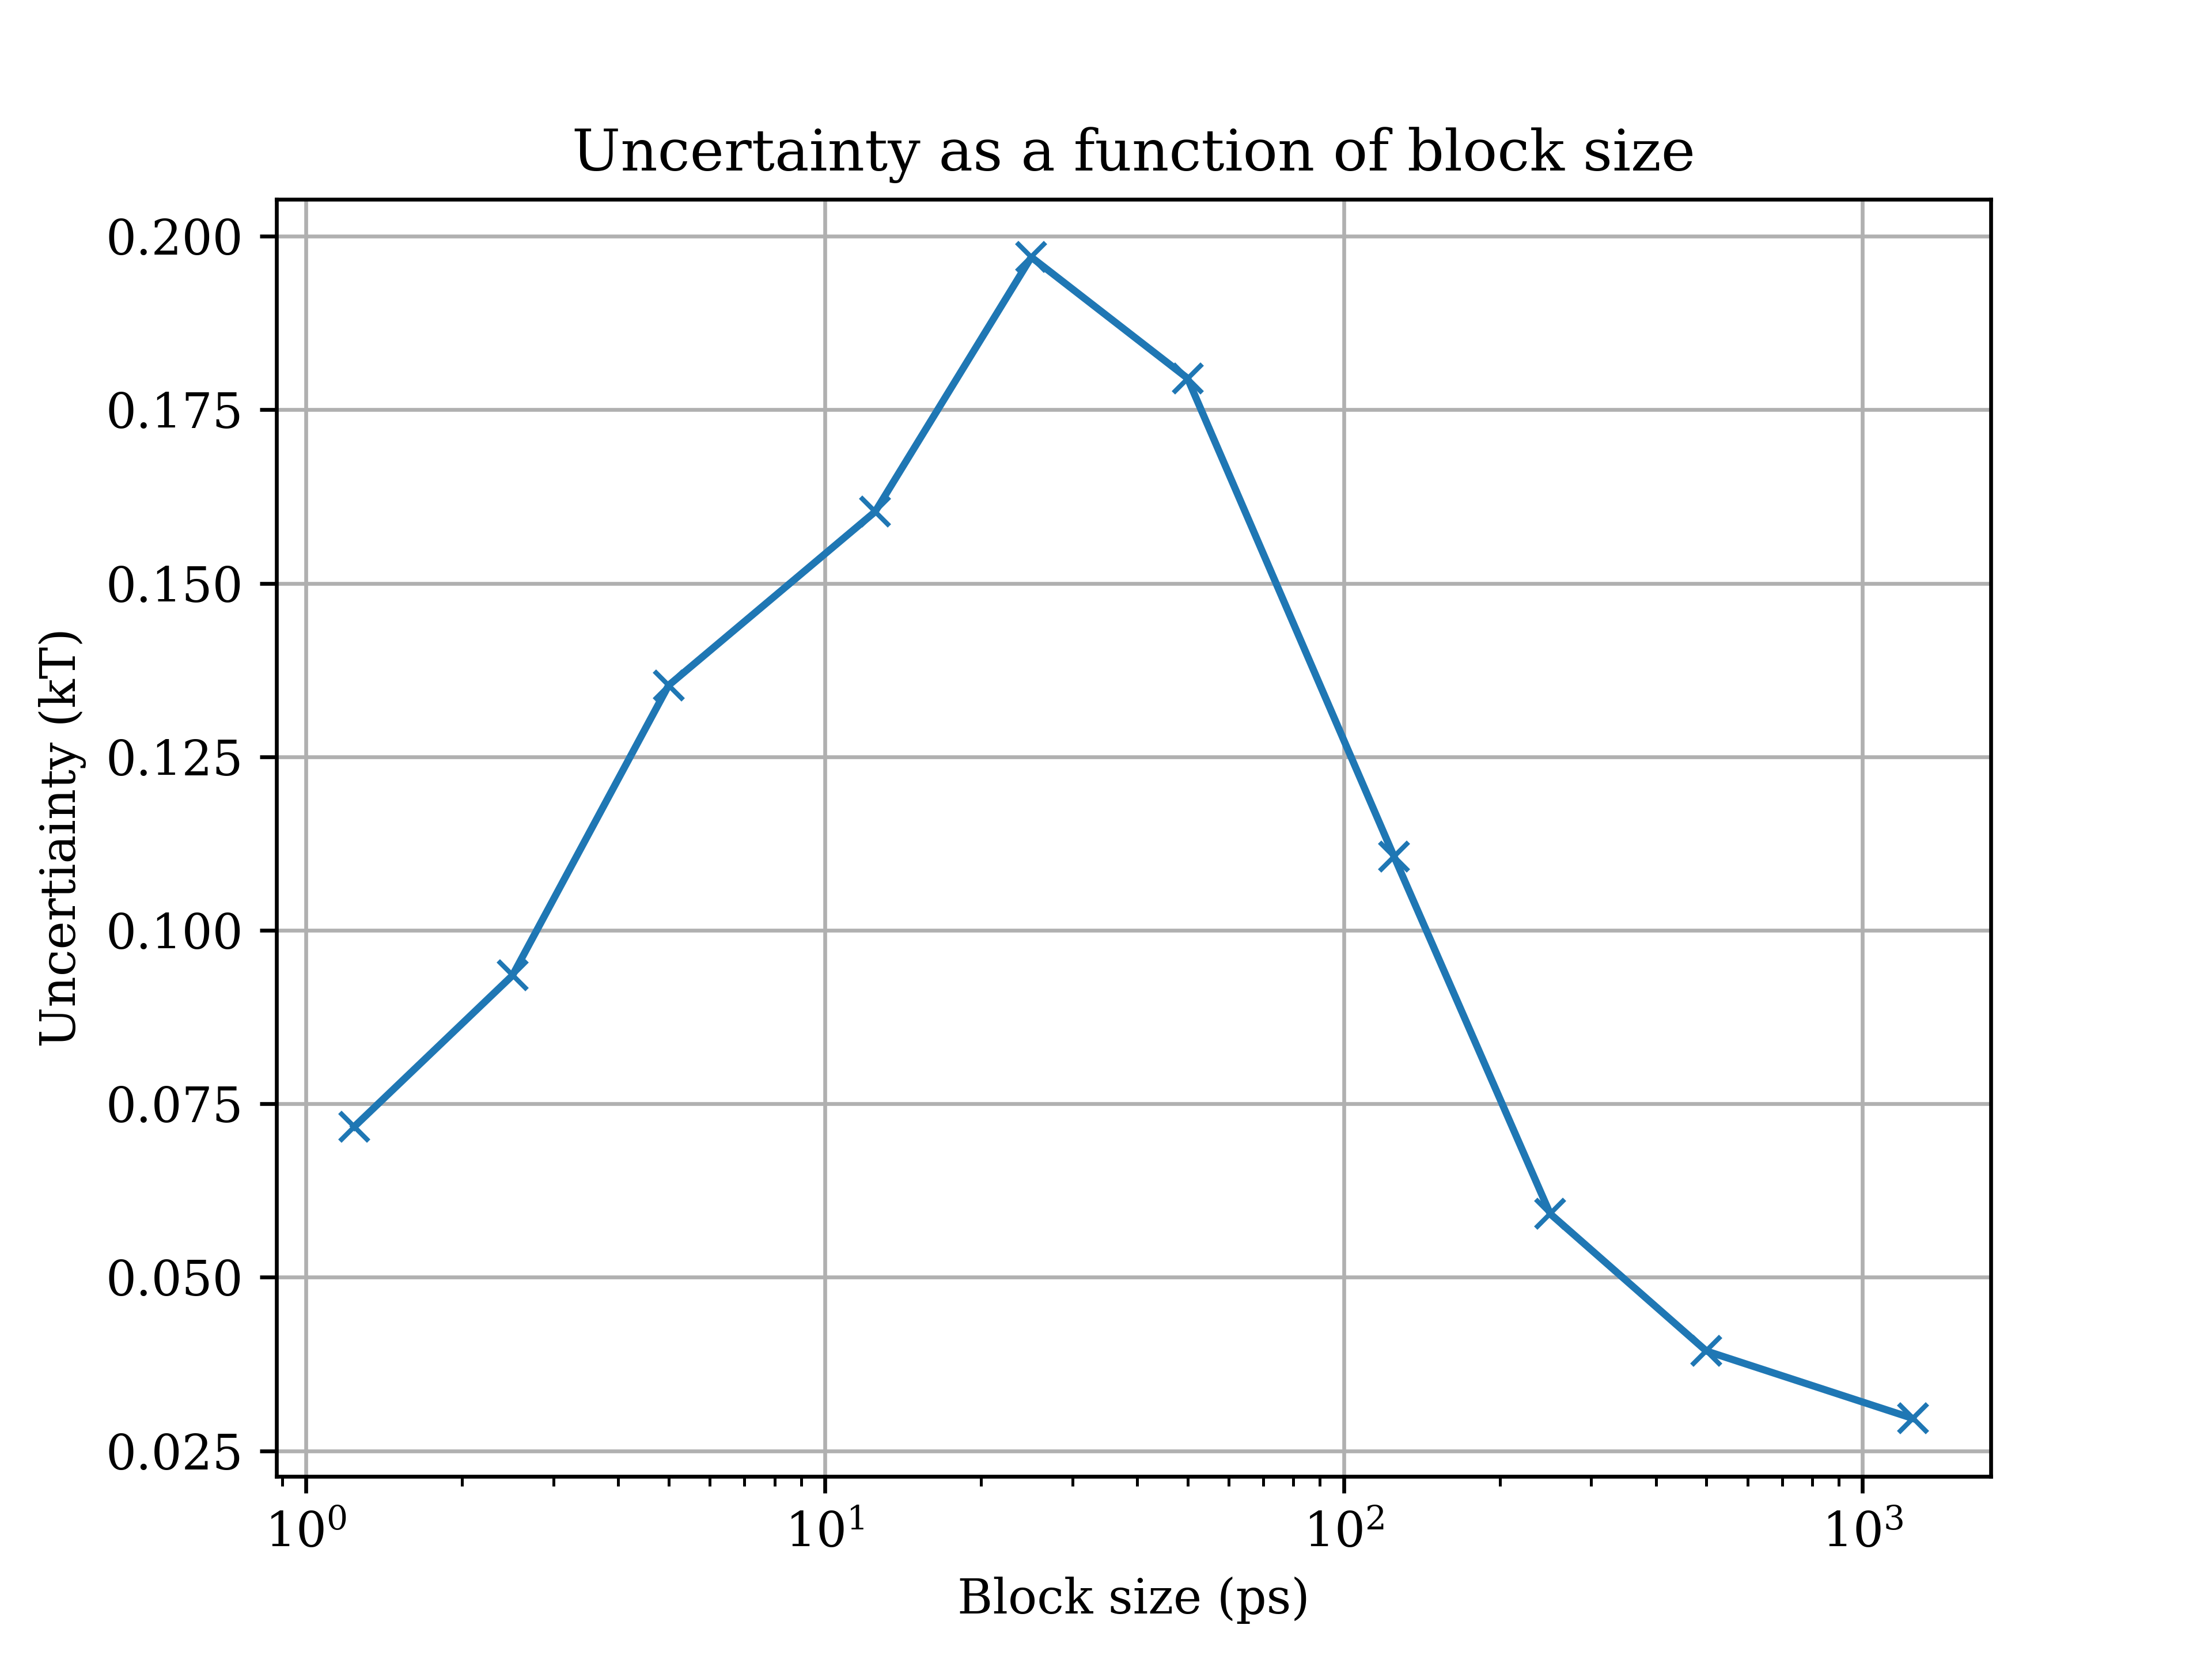 Uncertainty as a function of block size
0.200
0.175
0.150
0.125
0.100
0.075
0.050
0.025
Uncertiainty (kT)
10⁰ 10¹ 10² 10³
Block size (ps)